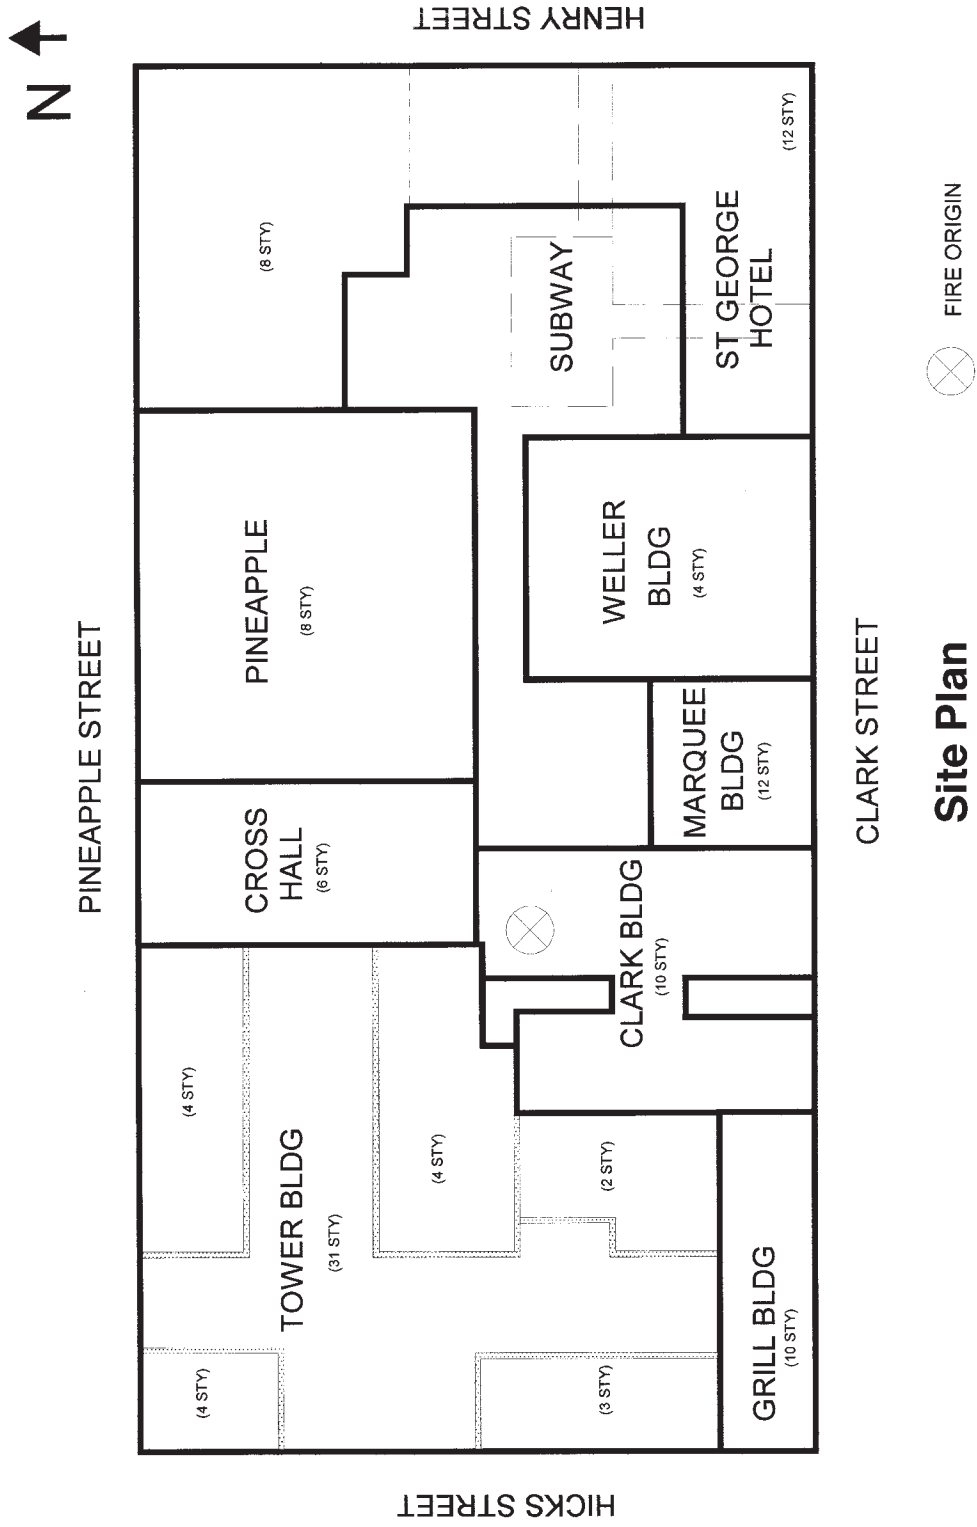 N
PINEAPPLE STREET
HICKS STREET
HENRY STREET
CLARK STREET
(4 STY)
(4 STY)
TOWER BLDG
(31 STY)
(4 STY)
(3 STY)
(2 STY)
GRILL BLDG
(10 STY)
CROSS
HALL
(6 STY)
CLARK BLDG
(10 STY)
PINEAPPLE
(8 STY)
MARQUEE
BLDG
(12 STY)
WELLER
BLDG
(4 STY)
(8 STY)
SUBWAY
ST GEORGE
HOTEL
(12 STY)
Site Plan
FIRE ORIGIN